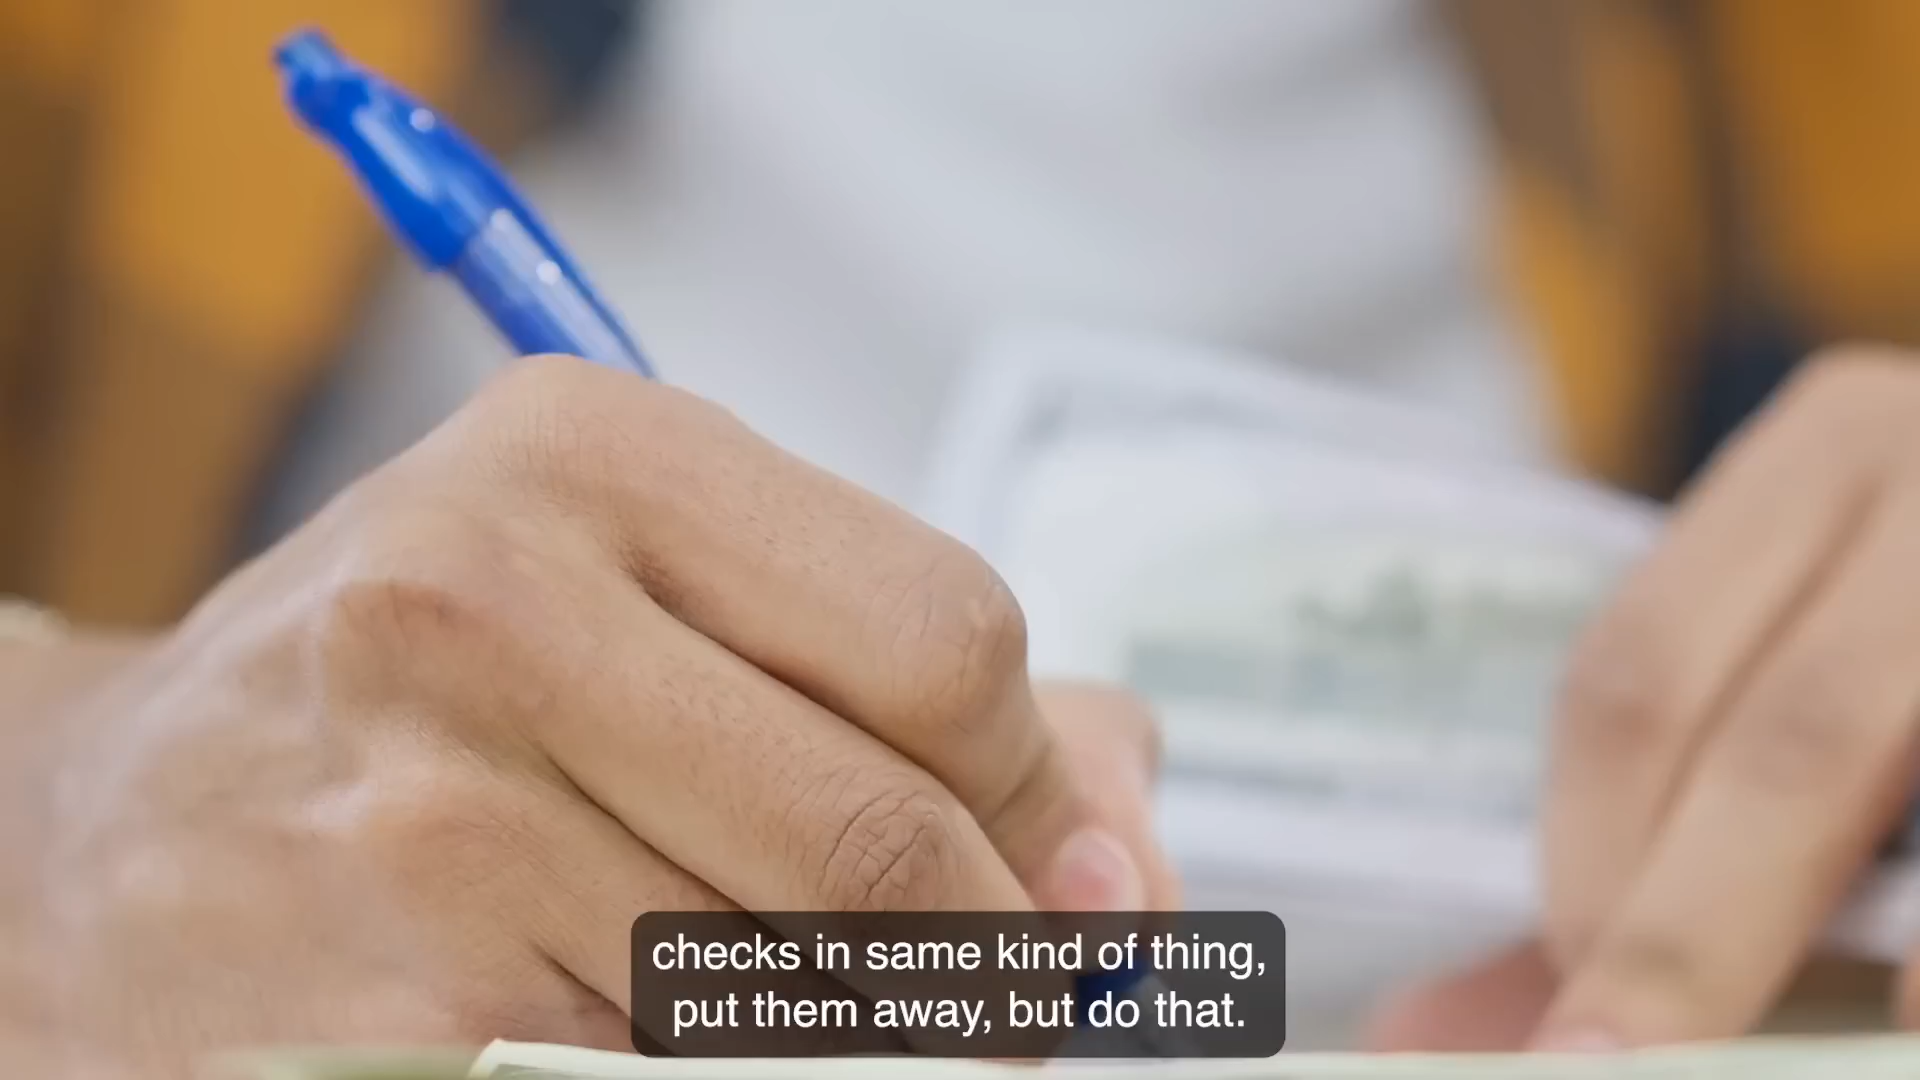 checks in same kind of thing,
put them away, but do that.